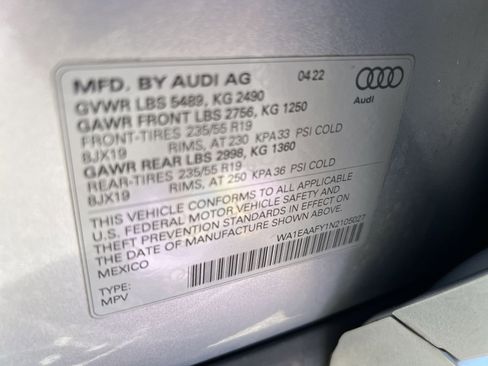 MFD. BY AUDI AG 04/22
GVWR LBS 5489, KG 2490
GAWR FRONT LBS 2756, KG 1250
FRONT-TIRES 235/55 R19
8JX19 RIMS, AT 230 KPA 33 PSI COLD
GAWR REAR LBS 2998, KG 1360
REAR-TIRES 235/55 R19
8JX19 RIMS, AT 250 KPA 36 PSI COLD
THIS VEHICLE CONFORMS TO ALL APPLICABLE
U.S. FEDERAL MOTOR VEHICLE SAFETY AND
THEFT PREVENTION STANDARDS IN EFFECT ON
THE DATE OF MANUFACTURE SHOWN ABOVE.
MEXICO
WA1EAAFY1N2105027
TYPE:
MPV
Audi